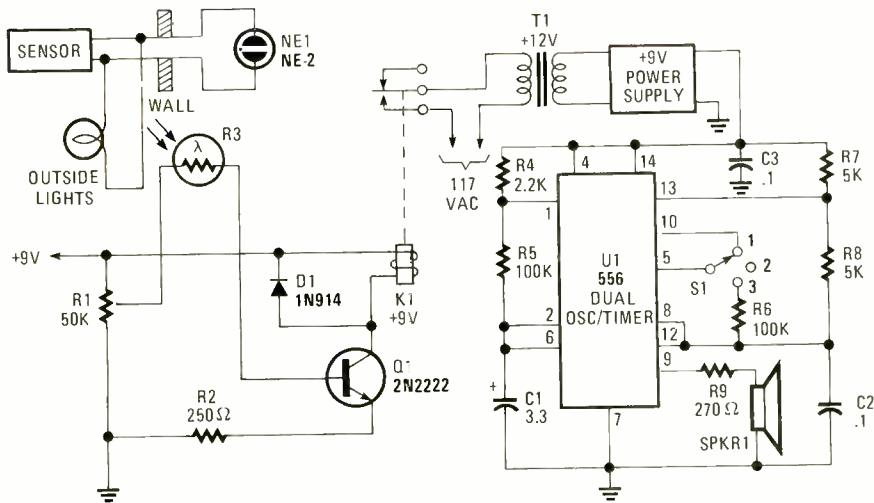 SENSOR
NE1
NE-2
WALL
OUTSIDE
LIGHTS
λ
R3
+9V
R1
50K
D1
1N914
K1
+9V
Q1
2N2222
R2
250Ω
T1
+12V
+9V
POWER
SUPPLY
117
VAC
R4
2.2K
4
14
C3
.1
R7
5K
1
13
10
5
R5
100K
U1
556
DUAL
OSC/TIMER
S1
1
2
3
R8
5K
2
6
8
12
9
R6
100K
+
C1
3.3
7
R9
270Ω
SPKR1
C2
.1